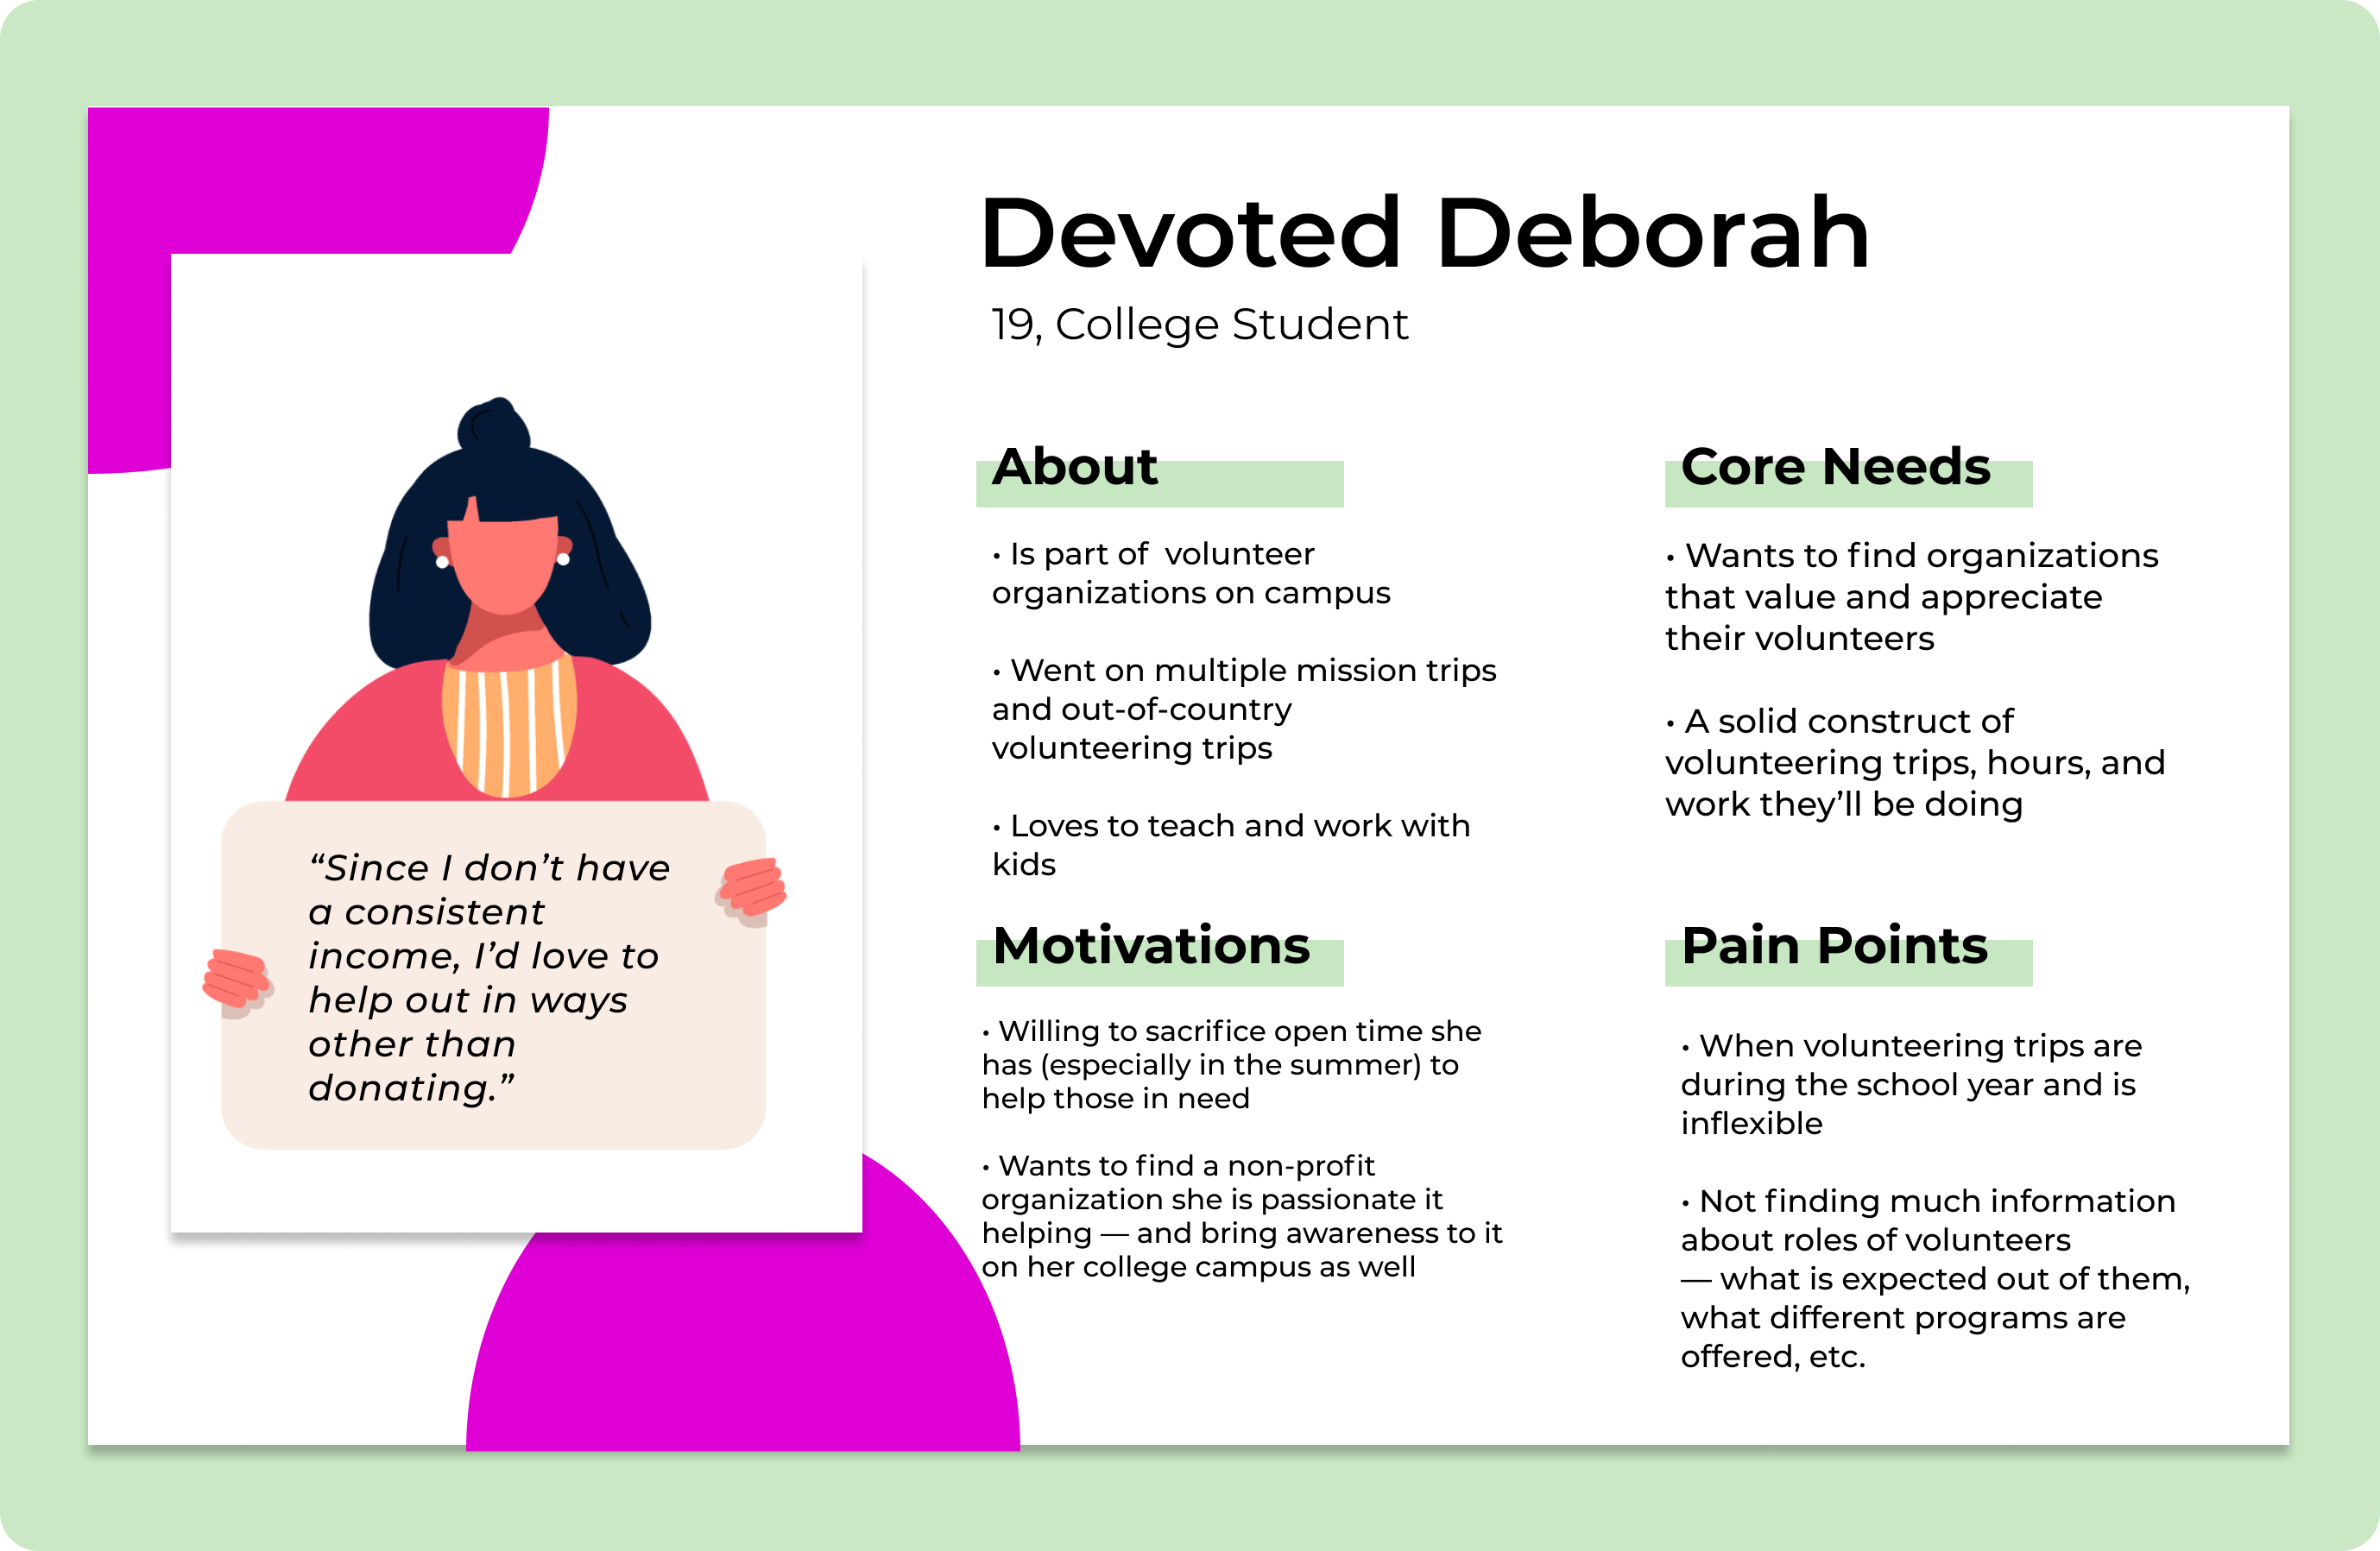 Devoted Deborah
19, College Student
About
• Is part of  volunteer
organizations on campus
• Went on multiple mission trips
and out-of-country
volunteering trips
• Loves to teach and work with
kids
Core Needs
• Wants to find organizations
that value and appreciate
their volunteers
• A solid construct of
volunteering trips, hours, and
work they’ll be doing
“Since I don’t have
a consistent
income, I’d love to
help out in ways
other than
donating.”
Motivations
• Willing to sacrifice open time she
has (especially in the summer) to
help those in need
• Wants to find a non-profit
organization she is passionate it
helping — and bring awareness to it
on her college campus as well
Pain Points
• When volunteering trips are
during the school year and is
inflexible
• Not finding much information
about roles of volunteers
— what is expected out of them,
what different programs are
offered, etc.